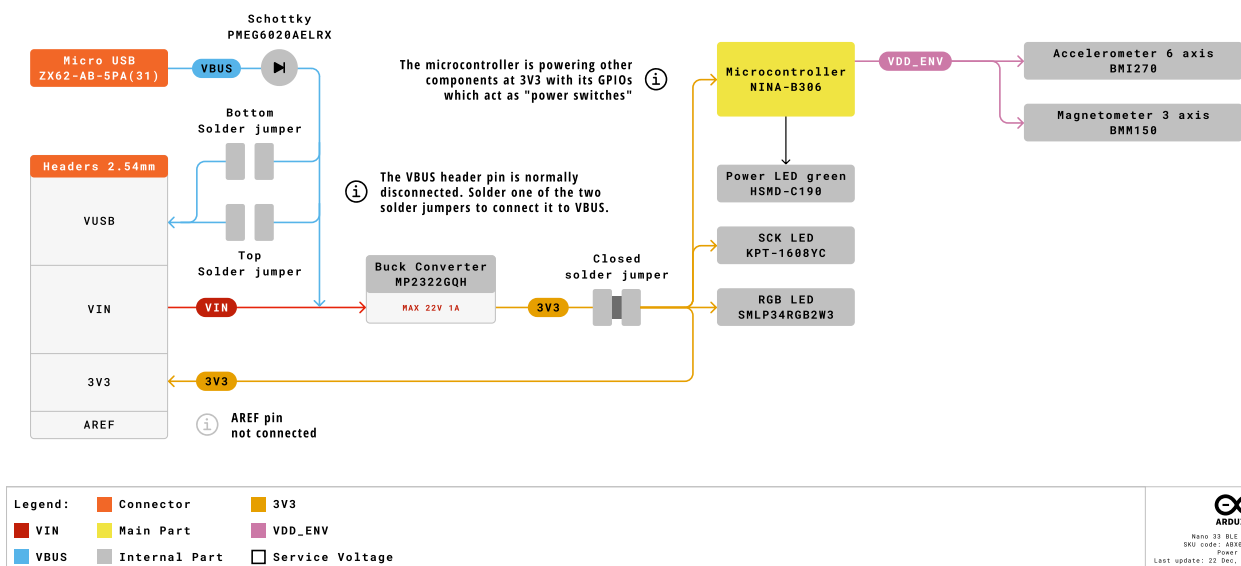 Schottky
PMEG6020AELRX
Micro USB
ZX62-AB-5PA(31)
VBUS
The microcontroller is powering other
components at 3V3 with its GPIOs
which act as "power switches"
i
Microcontroller
NINA-B306
VDD_ENV
Accelerometer 6 axis
BMI270
Magnetometer 3 axis
BMM150
Bottom
Solder jumper
Headers 2.54mm
VUSB
i
The VBUS header pin is normally
disconnected. Solder one of the two
solder jumpers to connect it to VBUS.
Power LED green
HSMD-C190
Top
Solder jumper
SCK LED
KPT-1608YC
Buck Converter
MP2322GQH
MAX 22V 1A
Closed
solder jumper
VIN
VIN
3V3
RGB LED
SMLP34RGB2W3
3V3
3V3
AREF
i
AREF pin
not connected
Legend:
Connector
3V3
VIN
Main Part
VDD_ENV
VBUS
Internal Part
Service Voltage
Nano 33 BLE
SKU code:
Power
Last update: 22 Dec,